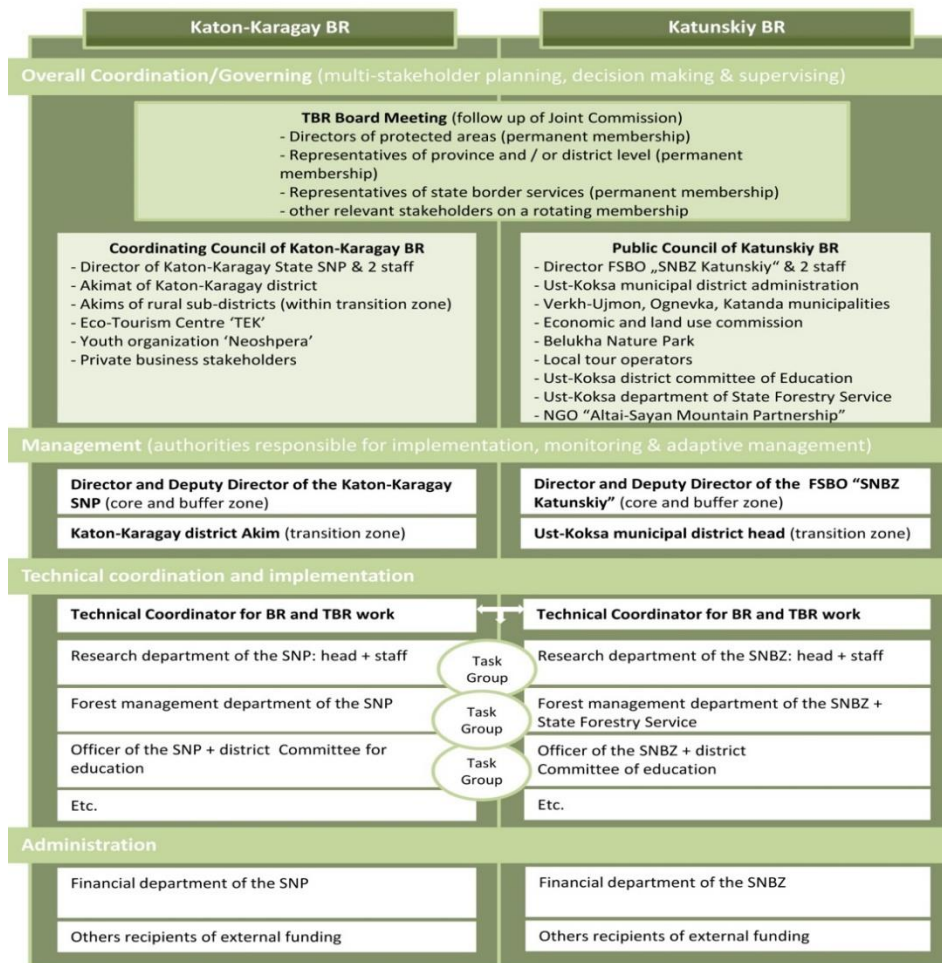 Katon-Karagay BR
Katunskiy BR
Overall Coordination/Governing (multi-stakeholder planning, decision making & supervising)
TBR Board Meeting (follow up of Joint Commission)
- Directors of protected areas (permanent membership)
- Representatives of province and / or district level (permanent
membership)
- Representatives of state border services (permanent membership)
- other relevant stakeholders on a rotating membership
Coordinating Council of Katon-Karagay BR
- Director of Katon-Karagay State SNP & 2 staff
- Akimat of Katon-Karagay district
- Akims of rural sub-districts (within transition zone)
- Eco-Tourism Centre ‘TEK’
- Youth organization ‘Neoshpera’
- Private business stakeholders
Public Council of Katunskiy BR
- Director FSBO „SNBZ Katunskiy“ & 2 staff
- Ust-Koksa municipal district administration
- Verkh-Ujmon, Ognevka, Katanda municipalities
- Economic and land use commission
- Belukha Nature Park
- Local tour operators
- Ust-Koksa district committee of Education
- Ust-Koksa department of State Forestry Service
- NGO “Altai-Sayan Mountain Partnership”
Management (authorities responsible for implementation, monitoring & adaptive management)
Director and Deputy Director of the Katon-Karagay
SNP (core and buffer zone)
Katon-Karagay district Akim (transition zone)
Director and Deputy Director of the FSBO “SNBZ
Katunskiy” (core and buffer zone)
Ust-Koksa municipal district head (transition zone)
Technical coordination and implementation
Technical Coordinator for BR and TBR work
Technical Coordinator for BR and TBR work
Research department of the SNP: head + staff
Task
Group
Research department of the SNBZ: head + staff
Forest management department of the SNP
Task
Group
Forest management department of the SNBZ +
State Forestry Service
Officer of the SNP + district Committee for
education
Task
Group
Officer of the SNBZ + district
Committee of education
Etc.
Etc.
Administration
Financial department of the SNP
Financial department of the SNBZ
Others recipients of external funding
Others recipients of external funding